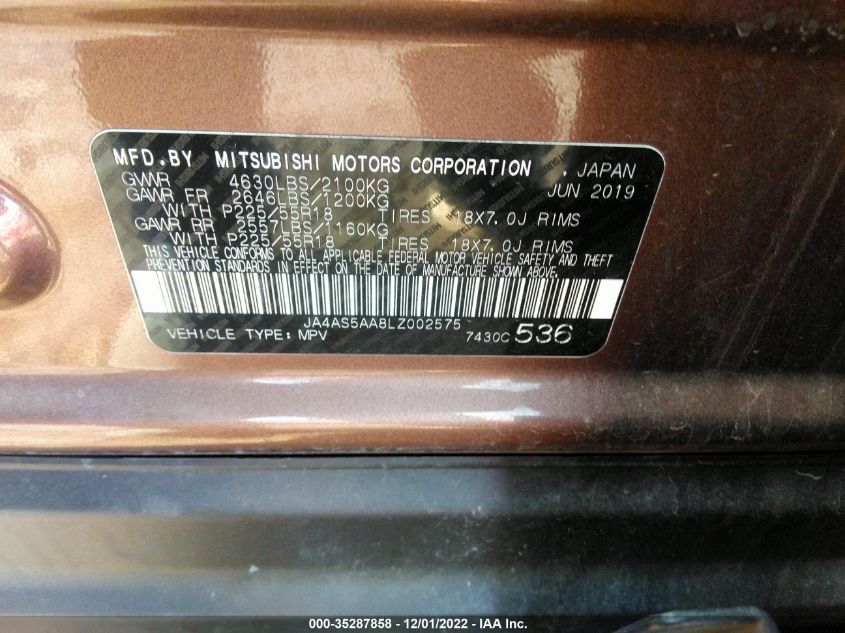 MFD.BY MITSUBISHI MOTORS CORPORATION , JAPAN
GVWR 4630LBS/2100KG JUN 2019
GAWR FR 2646LBS/1200KG
WITH P225/55R18 TIRES 18X7.0J RIMS
GAWR RR 2557LBS/1160KG
WITH P225/55R18 TIRES 18X7.0J RIMS
THIS VEHICLE CONFORMS TO ALL APPLICABLE FEDERAL MOTOR VEHICLE SAFETY AND THEFT
PREVENTION STANDARDS IN EFFECT ON THE DATE OF MANUFACTURE SHOWN ABOVE.
JA4AS5AA8LZ002575
VEHICLE TYPE:MPV 7430C 536
000-35287858 - 12/01/2022 - IAA Inc.